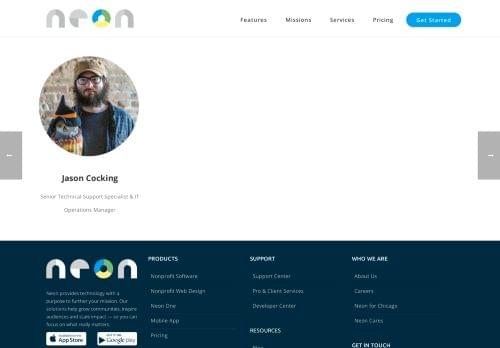 neon
Features
Missions
Services
Pricing
Get Started
←
→
Jason Cocking
Senior Technical Support Specialist & IT
Operations Manager
neon
Neon provides technology with a
purpose to further your mission. Our
solutions help grow communities, inspire
audiences and scale impact — so you can
focus on what really matters.
App Store
Google play
PRODUCTS
Nonprofit Software
Nonprofit Web Design
Neon One
Mobile App
Pricing
SUPPORT
Support Center
Pro & Client Services
Developer Center
RESOURCES
Blog
WHO WE ARE
About Us
Careers
Neon for Chicago
Neon Cares
GET IN TOUCH